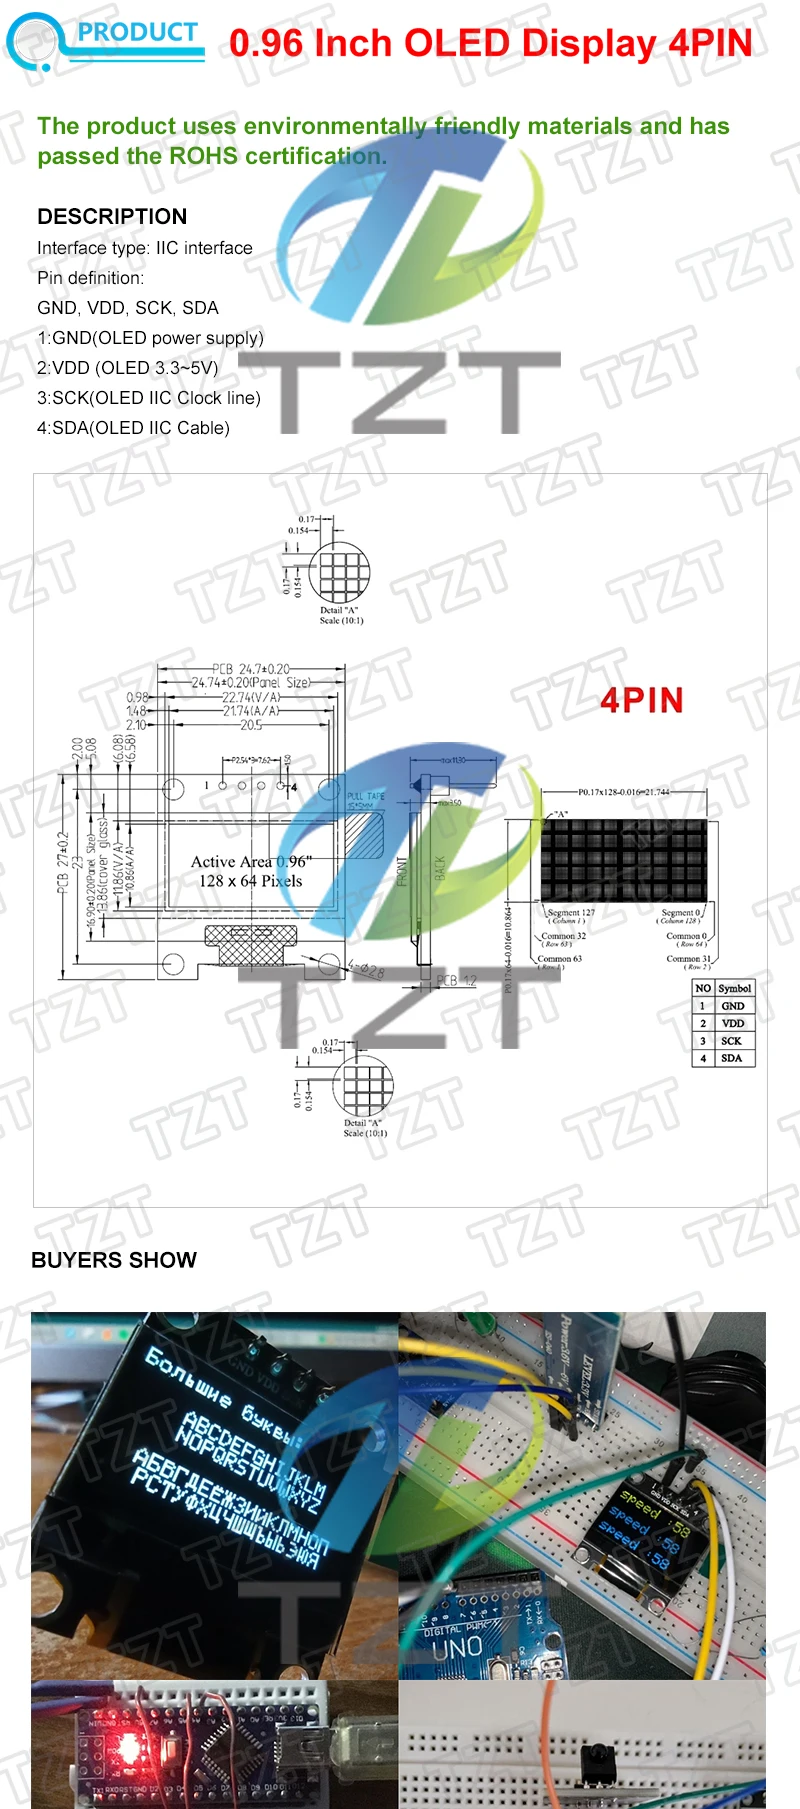 PRODUCT
0.96 Inch OLED Display 4PIN
The product uses environmentally friendly materials and has
passed the ROHS certification.
DESCRIPTION
Interface type: IIC interface
Pin definition:
GND, VDD, SCK, SDA
1:GND(OLED power supply)
2:VDD (OLED 3.3~5V)
3:SCK(OLED IIC Clock line)
4:SDA(OLED IIC Cable)
TZT
0.17
0.154
0.17
0.154
Detail "A"
Scale (10:1)
PCB 24.7±0.20
24.74±0.20(Panel Size)
0.98
22.74(V/A)
1.48
21.74(A/A)
2.10
20.5
4PIN
2.00
5.08
(6.08)
(6.58)
P2.54*3=7.62
1
4
PULL TAPE
max11.30
max3.50
PCB 27±0.2
23
16.90±0.20(Panel Size)
13.86(cover glass)
11.86(V/A)
10.86(A/A)
Active Area 0.96"
128 x 64 Pixels
FRONT
BACK
4-Ø2.8
PCB 1.2
P0.17x128-0.016=21.744
"A"
P0.17x64-0.016=10.864
Segment 127
( Column 1 )
Segment 0
( Column 128 )
Common 32
( Row 63 )
Common 0
( Row 64 )
Common 63
( Row 1 )
Common 31
( Row 2 )
NO Symbol
1 GND
2 VDD
3 SCK
4 SDA
TZT
0.17
0.154
0.17
0.154
Detail "A"
Scale (10:1)
BUYERS SHOW
GND VDD
Большие буквы:
ABCDEFGHIJKLM
NOPQRSTUVWXYZ
АБВГДЕЁЖЗИЙКЛМНОП
РСТУФХЦЧШЩЪЫЬЭЮЯ
speed :58
speed :58
speed :58
DIGITAL
UNO
TX→1
RX←0
TZT